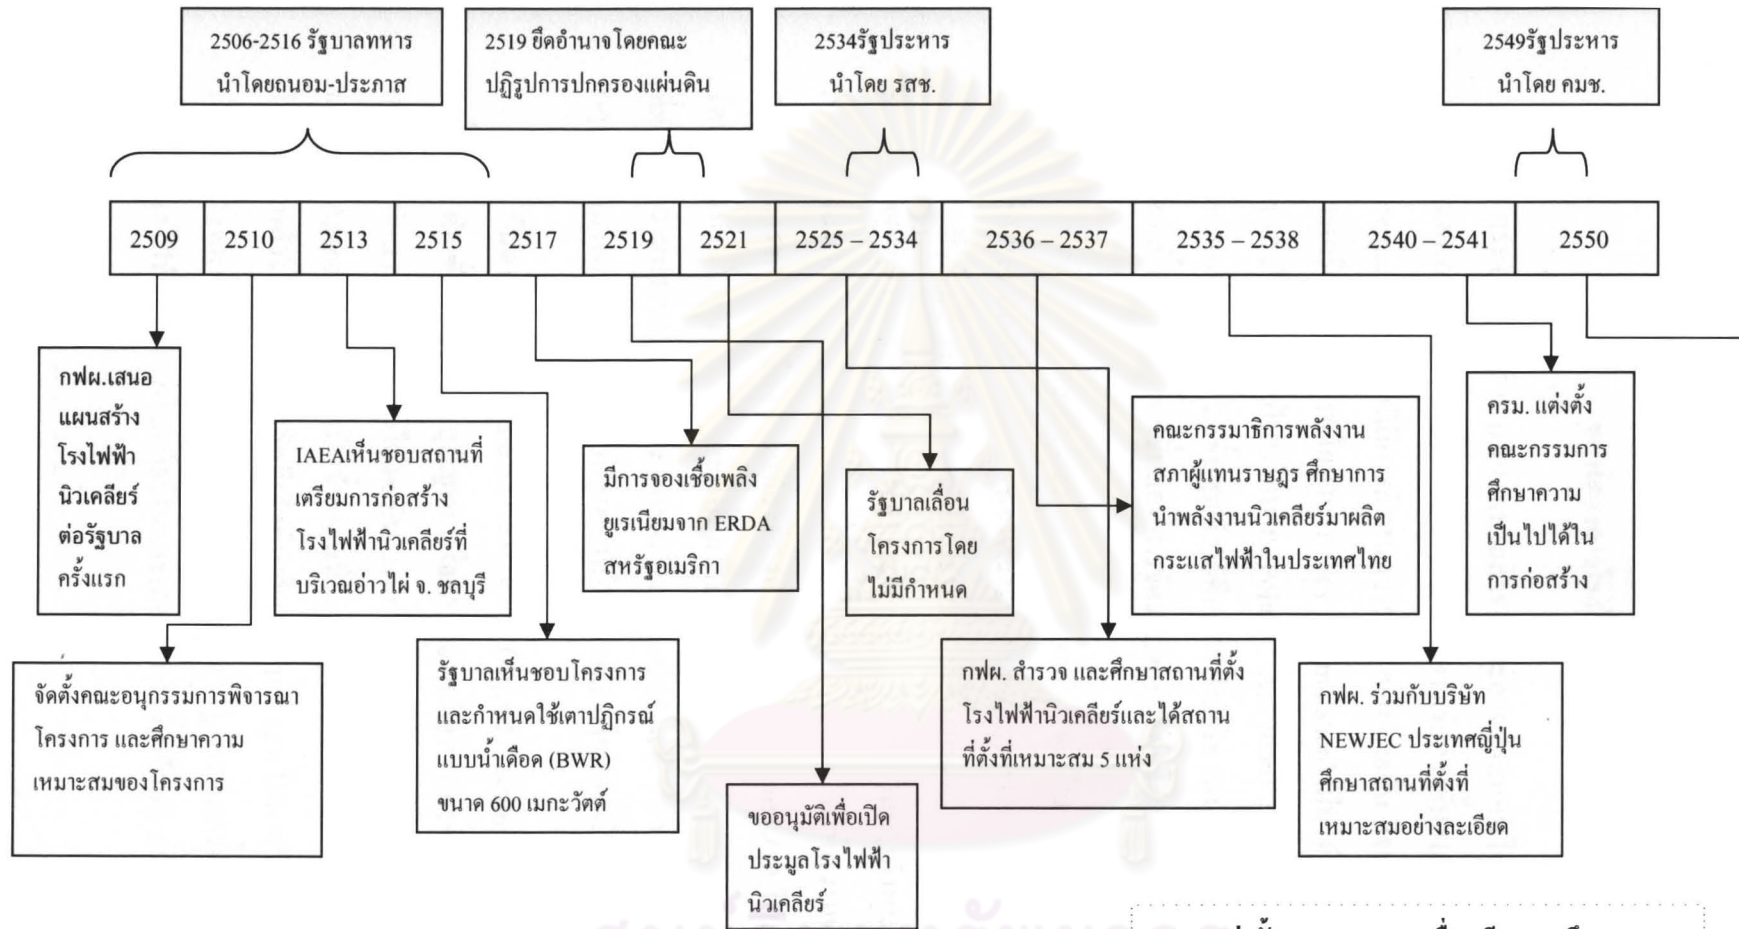 2506-2516 รัฐบาลทหาร
นำโดยถนอม-ประภาส
2519 ยึดอำนาจโดยคณะ
ปฏิรูปการปกครองแผ่นดิน
2534รัฐประหาร
นำโดย รสช.
2549รัฐประหาร
นำโดย คมช.
2509
2510
2513
2515
2517
2519
2521
2525 – 2534
2536 – 2537
2535 – 2538
2540 – 2541
2550
กฟผ.เสนอ
แผนสร้าง
โรงไฟฟ้า
นิวเคลียร์
ต่อรัฐบาล
ครั้งแรก
IAEAเห็นชอบสถานที่
เตรียมการก่อสร้าง
โรงไฟฟ้านิวเคลียร์ที่
บริเวณอ่าวไผ่ จ. ชลบุรี
มีการจองเชื้อเพลิง
ยูเรเนียมจาก ERDA
สหรัฐอเมริกา
รัฐบาลเลื่อน
โครงการโดย
ไม่มีกำหนด
คณะกรรมาธิการพลังงาน
สภาผู้แทนราษฎร ศึกษาการ
นำพลังงานนิวเคลียร์มาผลิต
กระแสไฟฟ้าในประเทศไทย
ครม. แต่งตั้ง
คณะกรรมการ
ศึกษาความ
เป็นไปได้ใน
การก่อสร้าง
จัดตั้งคณะอนุกรรมการพิจารณา
โครงการ และศึกษาความ
เหมาะสมของโครงการ
รัฐบาลเห็นชอบโครงการ
และกำหนดใช้เตาปฏิกรณ์
แบบน้ำเดือด (BWR)
ขนาด 600 เมกะวัตต์
กฟผ. สำรวจ และศึกษาสถานที่ตั้ง
โรงไฟฟ้านิวเคลียร์และได้สถาน
ที่ตั้งที่เหมาะสม 5 แห่ง
กฟผ. ร่วมกับบริษัท
NEWJEC ประเทศญี่ปุ่น
ศึกษาสถานที่ตั้งที่
เหมาะสมอย่างละเอียด
ขออนุมัติเพื่อเปิด
ประมูลโรงไฟฟ้า
นิวเคลียร์